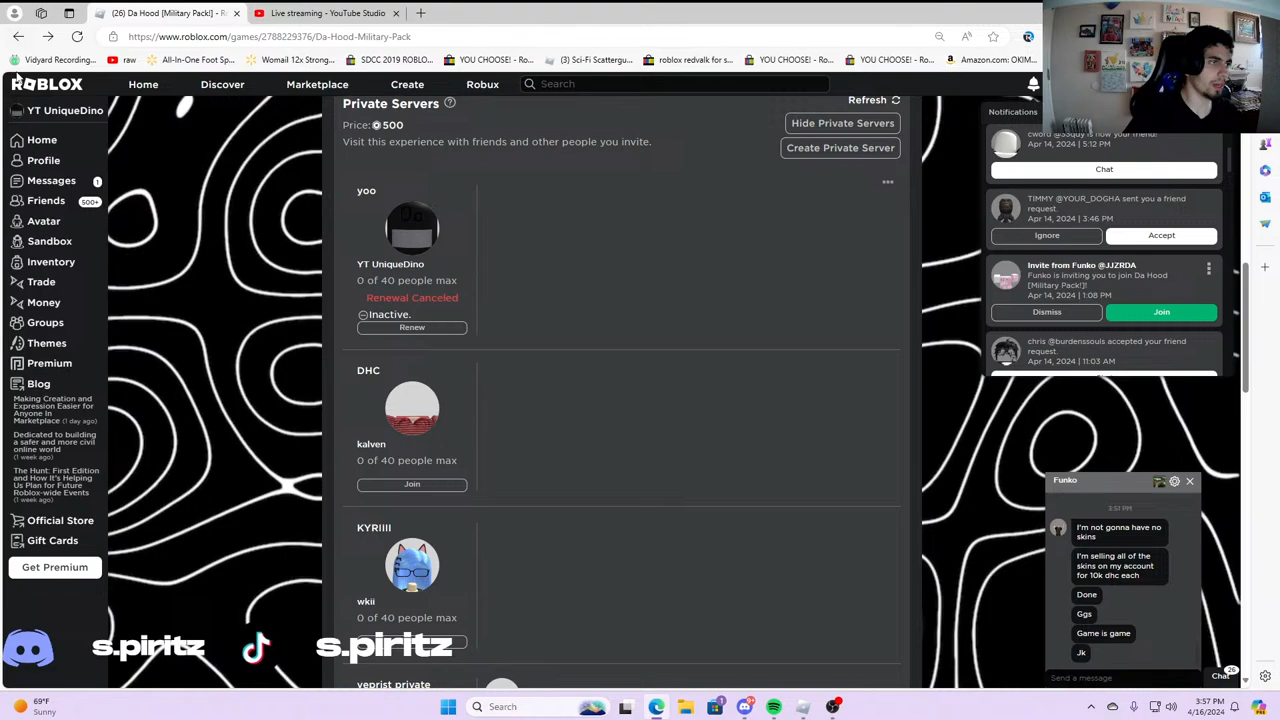 (26) Da Hood [Military Pack!] - R
Live streaming - YouTube Studio
https://www.roblox.com/games/2788229376/Da-Hood-Military-Pack
Vidyard Recording...
raw
All-In-One Foot Sp...
Womail 12x Strong...
SDCC 2019
YOU CHOOSE! - Ro...
(3) Sci-Fi Scattergu...
roblox redvalk for s...
YOU CHOOSE! - Ro...
YOU CHOOSE! - Ro...
Amazon.com: OKIM...
ROBLOX
Home
Discover
Marketplace
Create
Robux
Search
YT UniqueDino
Home
Profile
Messages
1
Friends
500+
Avatar
Sandbox
Inventory
Trade
Money
Groups
Themes
Premium
Blog
Making Creation and
Expression Easier for
Anyone In
Marketplace (1 day ago)
Dedicated to building
a safer and more civil
online world
(1 week ago)
The Hunt: First Edition
and How It's Helping
Us Plan for Future
Roblox-wide Events
(1 week ago)
Official Store
Gift Cards
Get Premium
Private Servers
Refresh
Price: 500
Hide Private Servers
Visit this experience with friends and other people you invite.
Create Private Server
yoo
YT UniqueDino
0 of 40 people max
Renewal Canceled
Inactive.
Renew
DHC
kalven
0 of 40 people max
Join
KYRIIII
wkii
0 of 40 people max
s.piritz
s.piritz
Notifications
Apr 14, 2024 | 5:12 PM
Chat
TIMMY @YOUR_DOGHA sent you a friend
request.
Apr 14, 2024 | 3:46 PM
Ignore
Accept
Invite from Funko @JJZRDA
Funko is inviting you to join Da Hood
[Military Pack!]!
Apr 14, 2024 | 1:08 PM
Dismiss
Join
chris @burdenssouls accepted your friend
request.
Apr 14, 2024 | 11:03 AM
Funko
3:57 PM
I'm not gonna have no
skins
I'm selling all of the
skins on my account
for 10k dhc each
Done
Ggs
Game is game
Jk
Send a message
Chat
26
69°F
Sunny
Search
3:57 PM
4/16/2024